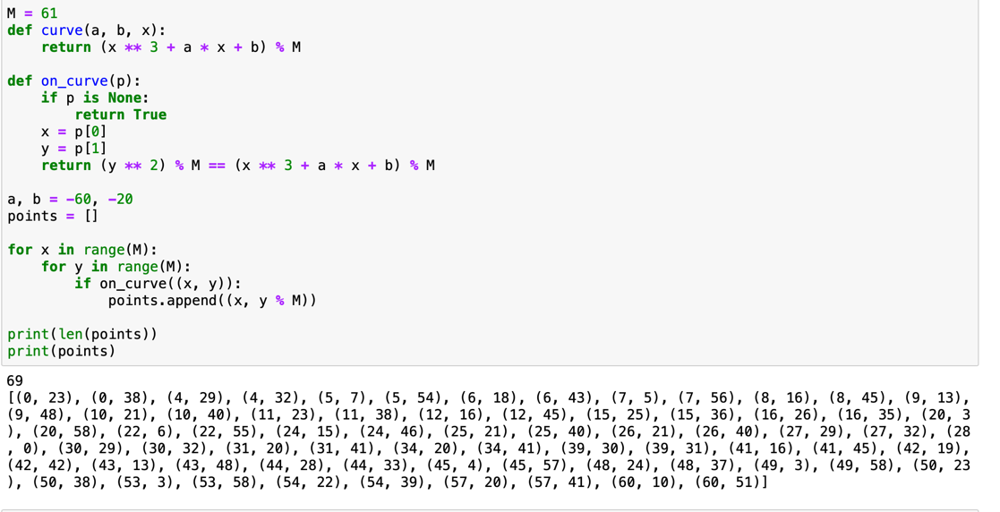 M = 61
def curve(a, b, x):
    return (x ** 3 + a * x + b) % M

def on_curve(p):
    if p is None:
        return True
    x = p[0]
    y = p[1]
    return (y ** 2) % M == (x ** 3 + a * x + b) % M

a, b = -60, -20
points = []

for x in range(M):
    for y in range(M):
        if on_curve((x, y)):
            points.append((x, y % M))

print(len(points))
print(points)
69
[(0, 23), (0, 38), (4, 29), (4, 32), (5, 7), (5, 54), (6, 18), (6, 43), (7, 5), (7, 56), (8, 16), (8, 45), (9, 13),
(9, 48), (10, 21), (10, 40), (11, 23), (11, 38), (12, 16), (12, 45), (15, 25), (15, 36), (16, 26), (16, 35), (20, 3
), (20, 58), (22, 6), (22, 55), (24, 15), (24, 46), (25, 21), (25, 40), (26, 21), (26, 40), (27, 29), (27, 32), (28
, 0), (30, 29), (30, 32), (31, 20), (31, 41), (34, 20), (34, 41), (39, 30), (39, 31), (41, 16), (41, 45), (42, 19),
(42, 42), (43, 13), (43, 48), (44, 28), (44, 33), (45, 4), (45, 57), (48, 24), (48, 37), (49, 3), (49, 58), (50, 23
), (50, 38), (53, 3), (53, 58), (54, 22), (54, 39), (57, 20), (57, 41), (60, 10), (60, 51)]